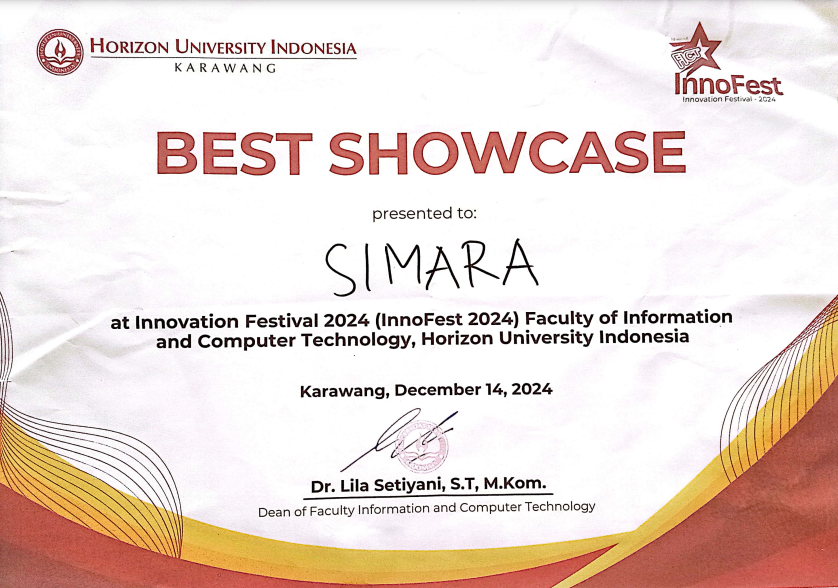 HORIZON UNIVERSITY INDONESIA
KARAWANG
FICT
InnoFest
Innovation Festival - 2024
BEST SHOWCASE
presented to:
SIMARA
at Innovation Festival 2024 (InnoFest 2024) Faculty of Information
and Computer Technology, Horizon University Indonesia
Karawang, December 14, 2024
Dr. Lila Setiyani, S.T, M.Kom.
Dean of Faculty Information and Computer Technology